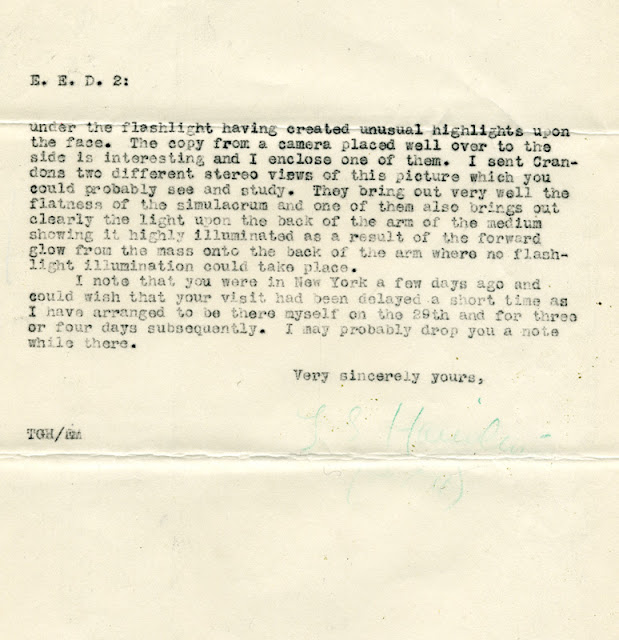 E. E. D. 2:
under the flashlight having created unusual highlights upon
the face. The copy from a camera placed well over to the
side is interesting and I enclose one of them. I sent Cran-
dons two different stereo views of this picture which you
could probably see and study. They bring out very well the
flatness of the simulacrum and one of them also brings out
clearly the light upon the back of the arm of the medium
showing it highly illuminated as a result of the forward
glow from the mass onto the back of the arm where no flash-
light illumination could take place.
I note that you were in New York a few days ago and
could wish that your visit had been delayed a short time as
I have arranged to be there myself on the 29th and for three
or four days subsequently. I may probably drop you a note
while there.
Very sincerely yours,
TGH/EM